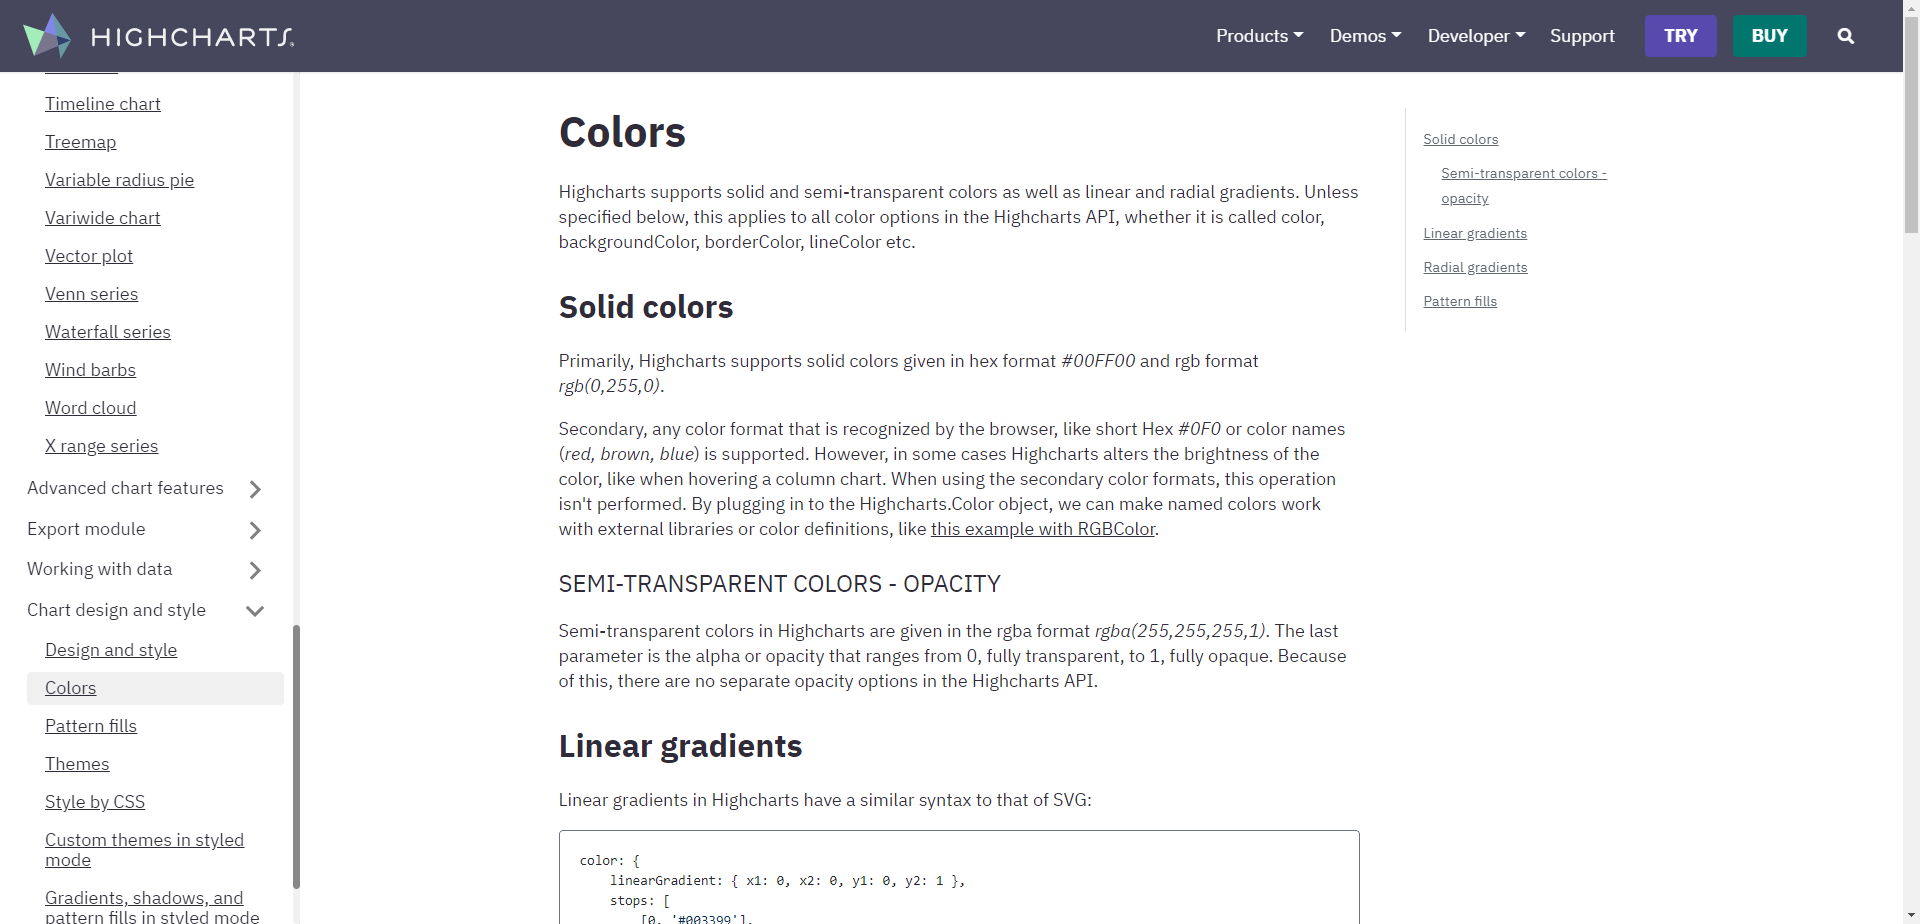 HIGHCHARTS
Products
Demos
Developer
Support
TRY
BUY
Timeline chart
Treemap
Variable radius pie
Variwide chart
Vector plot
Venn series
Waterfall series
Wind barbs
Word cloud
X range series
Advanced chart features
Export module
Working with data
Chart design and style
Design and style
Colors
Pattern fills
Themes
Style by CSS
Custom themes in styled
mode
Gradients, shadows, and
pattern fills in styled mode
Colors
Highcharts supports solid and semi-transparent colors as well as linear and radial gradients. Unless
specified below, this applies to all color options in the Highcharts API, whether it is called color,
backgroundColor, borderColor, lineColor etc.
Solid colors
Primarily, Highcharts supports solid colors given in hex format #00FF00 and rgb format
rgb(0,255,0).
Secondary, any color format that is recognized by the browser, like short Hex #0F0 or color names
(red, brown, blue) is supported. However, in some cases Highcharts alters the brightness of the
color, like when hovering a column chart. When using the secondary color formats, this operation
isn't performed. By plugging in to the Highcharts.Color object, we can make named colors work
with external libraries or color definitions, like this example with RGBColor.
SEMI-TRANSPARENT COLORS - OPACITY
Semi-transparent colors in Highcharts are given in the rgba format rgba(255,255,255,1). The last
parameter is the alpha or opacity that ranges from 0, fully transparent, to 1, fully opaque. Because
of this, there are no separate opacity options in the Highcharts API.
Linear gradients
Linear gradients in Highcharts have a similar syntax to that of SVG:
color: {
linearGradient: { x1: 0, x2: 0, y1: 0, y2: 1 },
stops: [
[0, '#003399'],
Solid colors
Semi-transparent colors -
opacity
Linear gradients
Radial gradients
Pattern fills